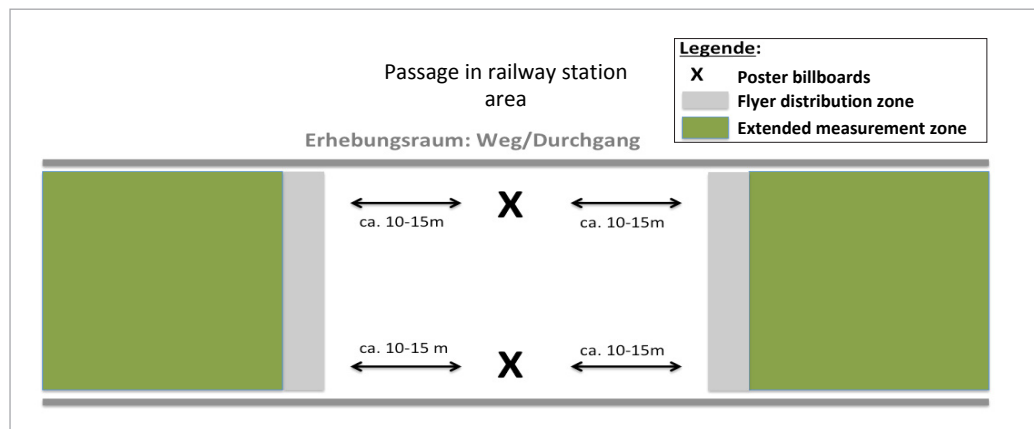 Legende:
X Poster billboards
Flyer distribution zone
Extended measurement zone
Passage in railway station
area
Erhebungsraum: Weg/Durchgang
X
ca. 10-15m
ca. 10-15m
ca. 10-15 m
ca. 10-15m
X